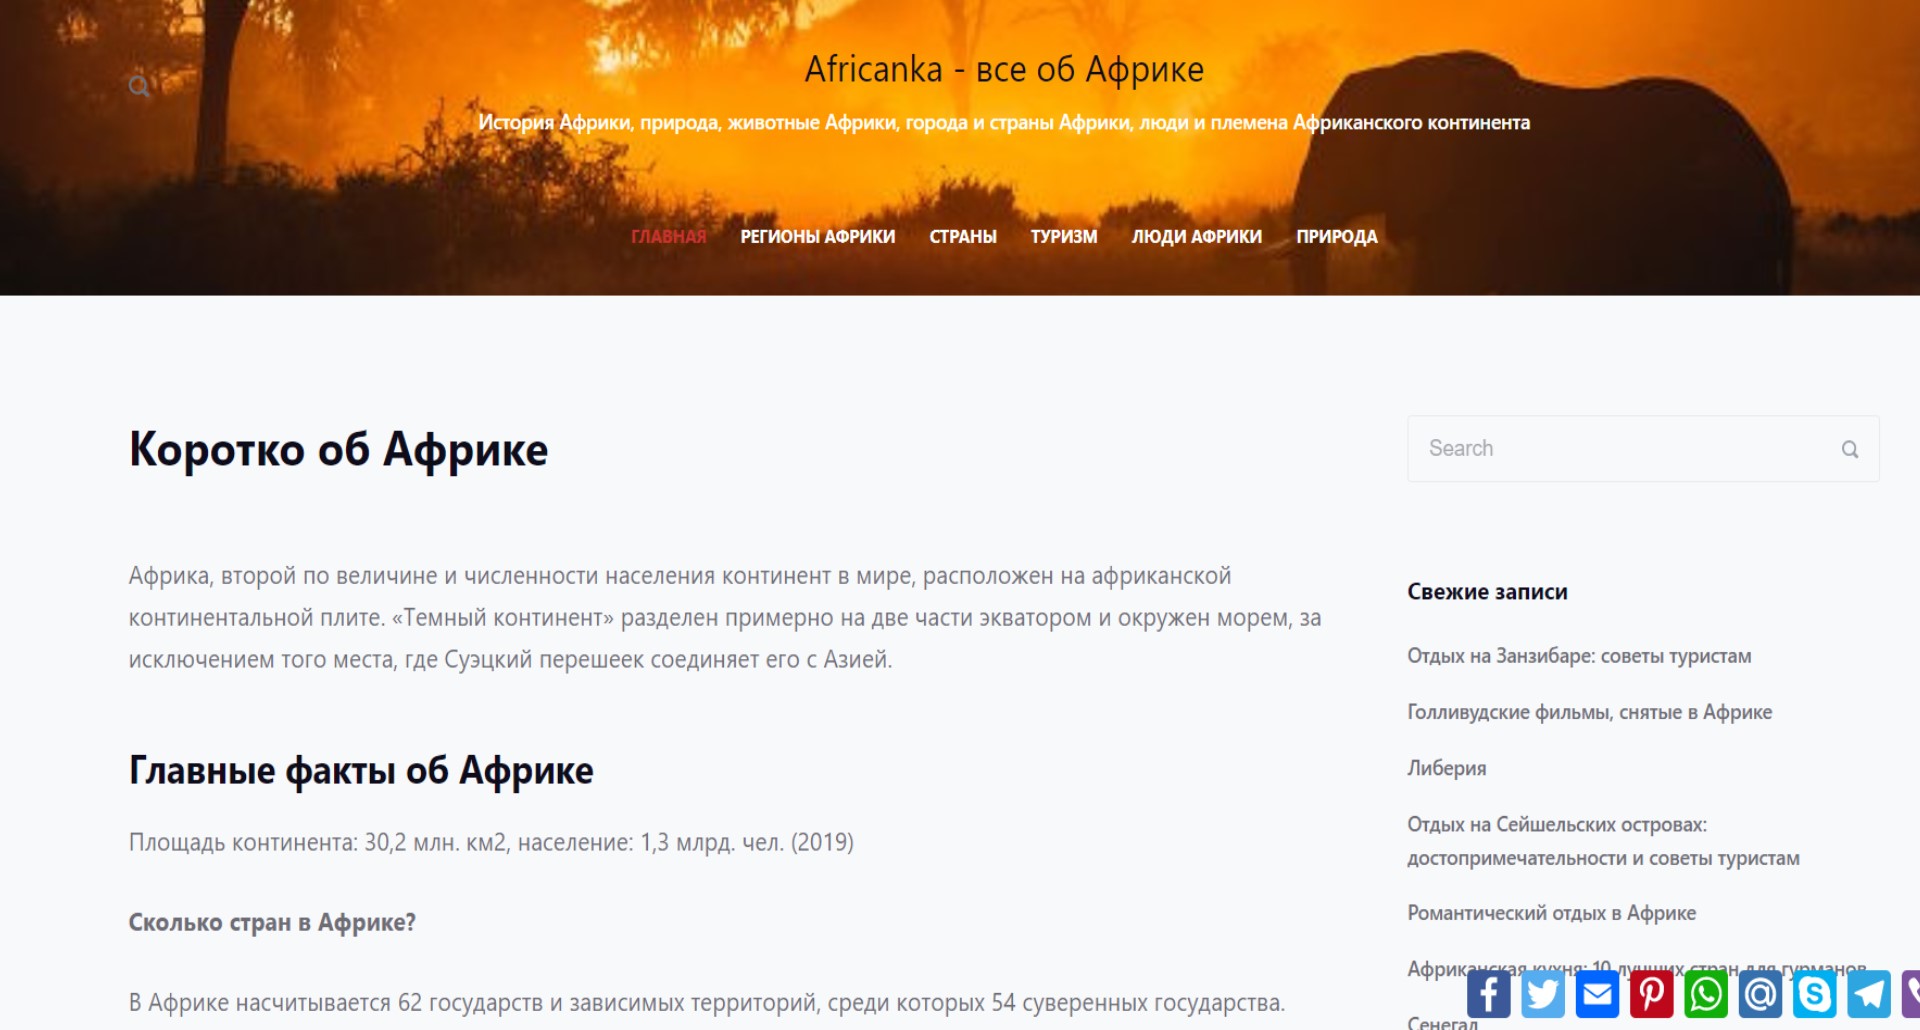 Africanka - все об Африке
История Африки, природа, животные Африки, города и страны Африки, люди и племена Африканского континента
ГЛАВНАЯ РЕГИОНЫ АФРИКИ СТРАНЫ ТУРИЗМ ЛЮДИ АФРИКИ ПРИРОДА
Коротко об Африке
Африка, второй по величине и численности населения континент в мире, расположен на африканской
континентальной плите. «Темный континент» разделен примерно на две части экватором и окружен морем, за
исключением того места, где Суэцкий перешеек соединяет его с Азией.
Главные факты об Африке
Площадь континента: 30,2 млн. км2, население: 1,3 млрд. чел. (2019)
Сколько стран в Африке?
В Африке насчитывается 62 государств и зависимых территорий, среди которых 54 суверенных государства.
Search
Свежие записи
Отдых на Занзибаре: советы туристам
Голливудские фильмы, снятые в Африке
Либерия
Отдых на Сейшельских островах:
достопримечательности и советы туристам
Романтический отдых в Африке
Африканская кухня: 10 лучших стран для гурманов
Сенегал